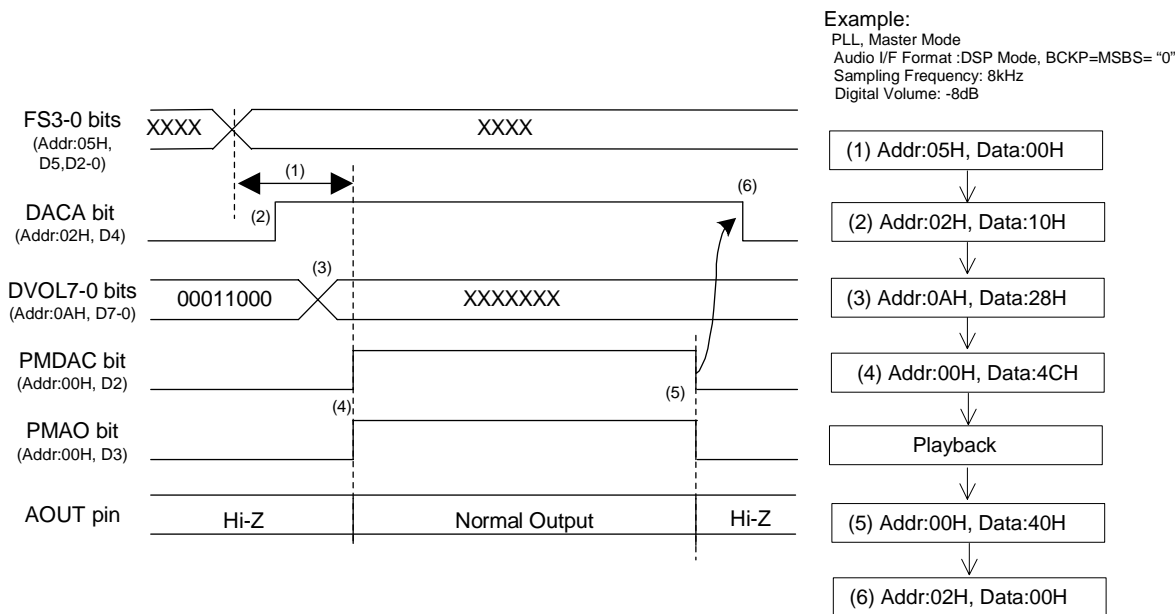 Example:
PLL, Master Mode
Audio I/F Format :DSP Mode, BCKP=MSBS= “0”
Sampling Frequency: 8kHz
Digital Volume: -8dB
FS3-0 bits
(Addr:05H,
D5,D2-0)
XXXX
XXXX
(1)
DACA bit
(Addr:02H, D4)
(2)
(6)
DVOL7-0 bits
(Addr:0AH, D7-0)
00011000
(3)
XXXXXXX
PMDAC bit
(Addr:00H, D2)
(4)
(5)
PMAO bit
(Addr:00H, D3)
AOUT pin
Hi-Z
Normal Output
Hi-Z
(1) Addr:05H, Data:00H
(2) Addr:02H, Data:10H
(3) Addr:0AH, Data:28H
(4) Addr:00H, Data:4CH
Playback
(5) Addr:00H, Data:40H
(6) Addr:02H, Data:00H